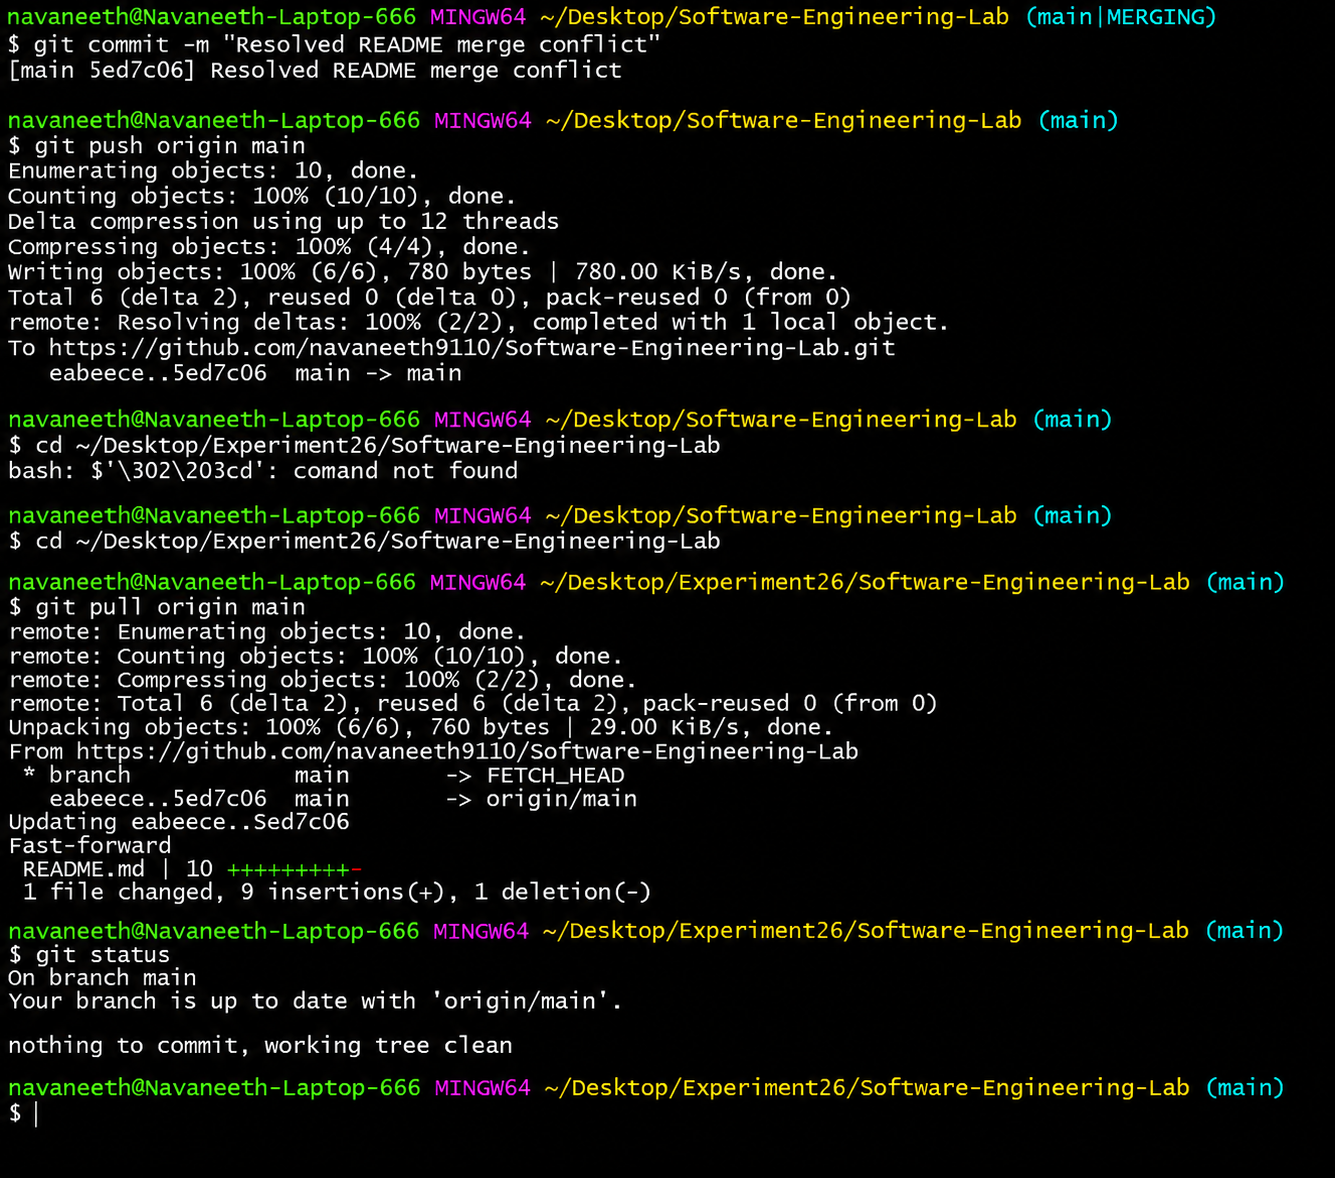 navaneeth@Navaneeth-Laptop-666 MINGW64 ~/Desktop/Software-Engineering-Lab (main|MERGING)
$ git commit -m "Resolved README merge conflict"
[main 5ed7c06] Resolved README merge conflict
navaneeth@Navaneeth-Laptop-666 MINGW64 ~/Desktop/Software-Engineering-Lab (main)
$ git push origin main
Enumerating objects: 10, done.
Counting objects: 100% (10/10), done.
Delta compression using up to 12 threads
Compressing objects: 100% (4/4), done.
Writing objects: 100% (6/6), 780 bytes | 780.00 KiB/s, done.
Total 6 (delta 2), reused 0 (delta 0), pack-reused 0 (from 0)
remote: Resolving deltas: 100% (2/2), completed with 1 local object.
To https://github.com/navaneeth9110/Software-Engineering-Lab.git
   eabeece..5ed7c06  main -> main
navaneeth@Navaneeth-Laptop-666 MINGW64 ~/Desktop/Software-Engineering-Lab (main)
$ cd ~/Desktop/Experiment26/Software-Engineering-Lab
bash: $'\302\203cd': comand not found
navaneeth@Navaneeth-Laptop-666 MINGW64 ~/Desktop/Software-Engineering-Lab (main)
$ cd ~/Desktop/Experiment26/Software-Engineering-Lab
navaneeth@Navaneeth-Laptop-666 MINGW64 ~/Desktop/Experiment26/Software-Engineering-Lab (main)
$ git pull origin main
remote: Enumerating objects: 10, done.
remote: Counting objects: 100% (10/10), done.
remote: Compressing objects: 100% (2/2), done.
remote: Total 6 (delta 2), reused 6 (delta 2), pack-reused 0 (from 0)
Unpacking objects: 100% (6/6), 760 bytes | 29.00 KiB/s, done.
From https://github.com/navaneeth9110/Software-Engineering-Lab
 * branch            main       -> FETCH_HEAD
   eabeece..5ed7c06  main       -> origin/main
Updating eabeece..Sed7c06
Fast-forward
 README.md | 10 +++++++++-
 1 file changed, 9 insertions(+), 1 deletion(-)
navaneeth@Navaneeth-Laptop-666 MINGW64 ~/Desktop/Experiment26/Software-Engineering-Lab (main)
$ git status
On branch main
Your branch is up to date with 'origin/main'.
nothing to commit, working tree clean
navaneeth@Navaneeth-Laptop-666 MINGW64 ~/Desktop/Experiment26/Software-Engineering-Lab (main)
$